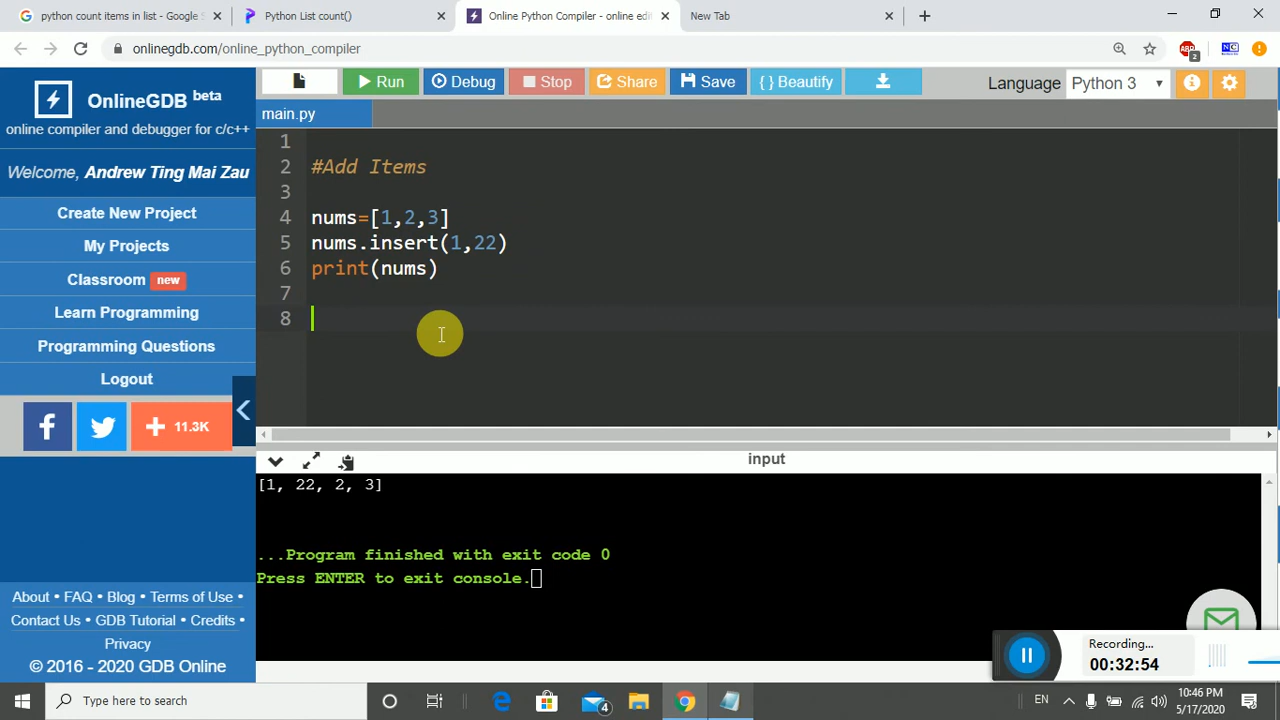 python count items in list - Google S
Python List count()
Online Python Compiler - online edit
New Tab
onlinegdb.com/online_python_compiler
ABP
2
NC
OnlineGDB beta
online compiler and debugger for c/c++
Welcome, Andrew Ting Mai Zau
Create New Project
My Projects
Classroom new
Learn Programming
Programming Questions
Logout
f
+ 11.3K
About • FAQ • Blog • Terms of Use •
Contact Us • GDB Tutorial • Credits •
Privacy
© 2016 - 2020 GDB Online
Run
Debug
Stop
Share
Save
{ } Beautify
Language Python 3
main.py
1
2 #Add Items
3
4 nums=[1,2,3]
5 nums.insert(1,22)
6 print(nums)
7
8
input
[1, 22, 2, 3]
...Program finished with exit code 0
Press ENTER to exit console.
Recording...
00:32:54
Type here to search
4
EN
10:46 PM
5/17/2020